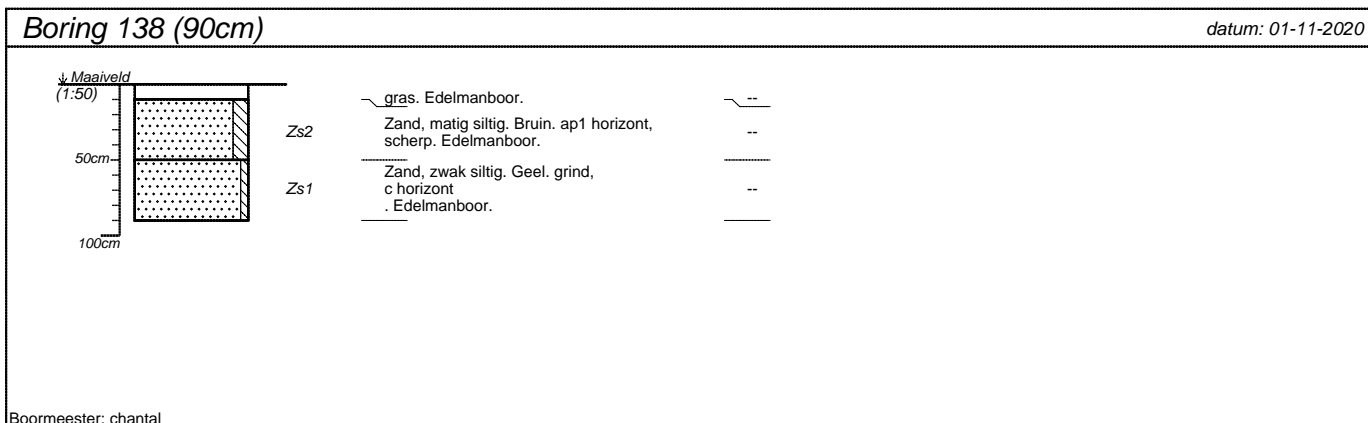 Boring 138 (90cm)
datum: 01-11-2020
Maaiveld
(1:50)
gras. Edelmanboor.
--
Zs2
Zand, matig siltig. Bruin. ap1 horizont,
scherp. Edelmanboor.
--
50cm
Zs1
Zand, zwak siltig. Geel. grind,
c horizont
. Edelmanboor.
--
100cm
Boormeester: chantal